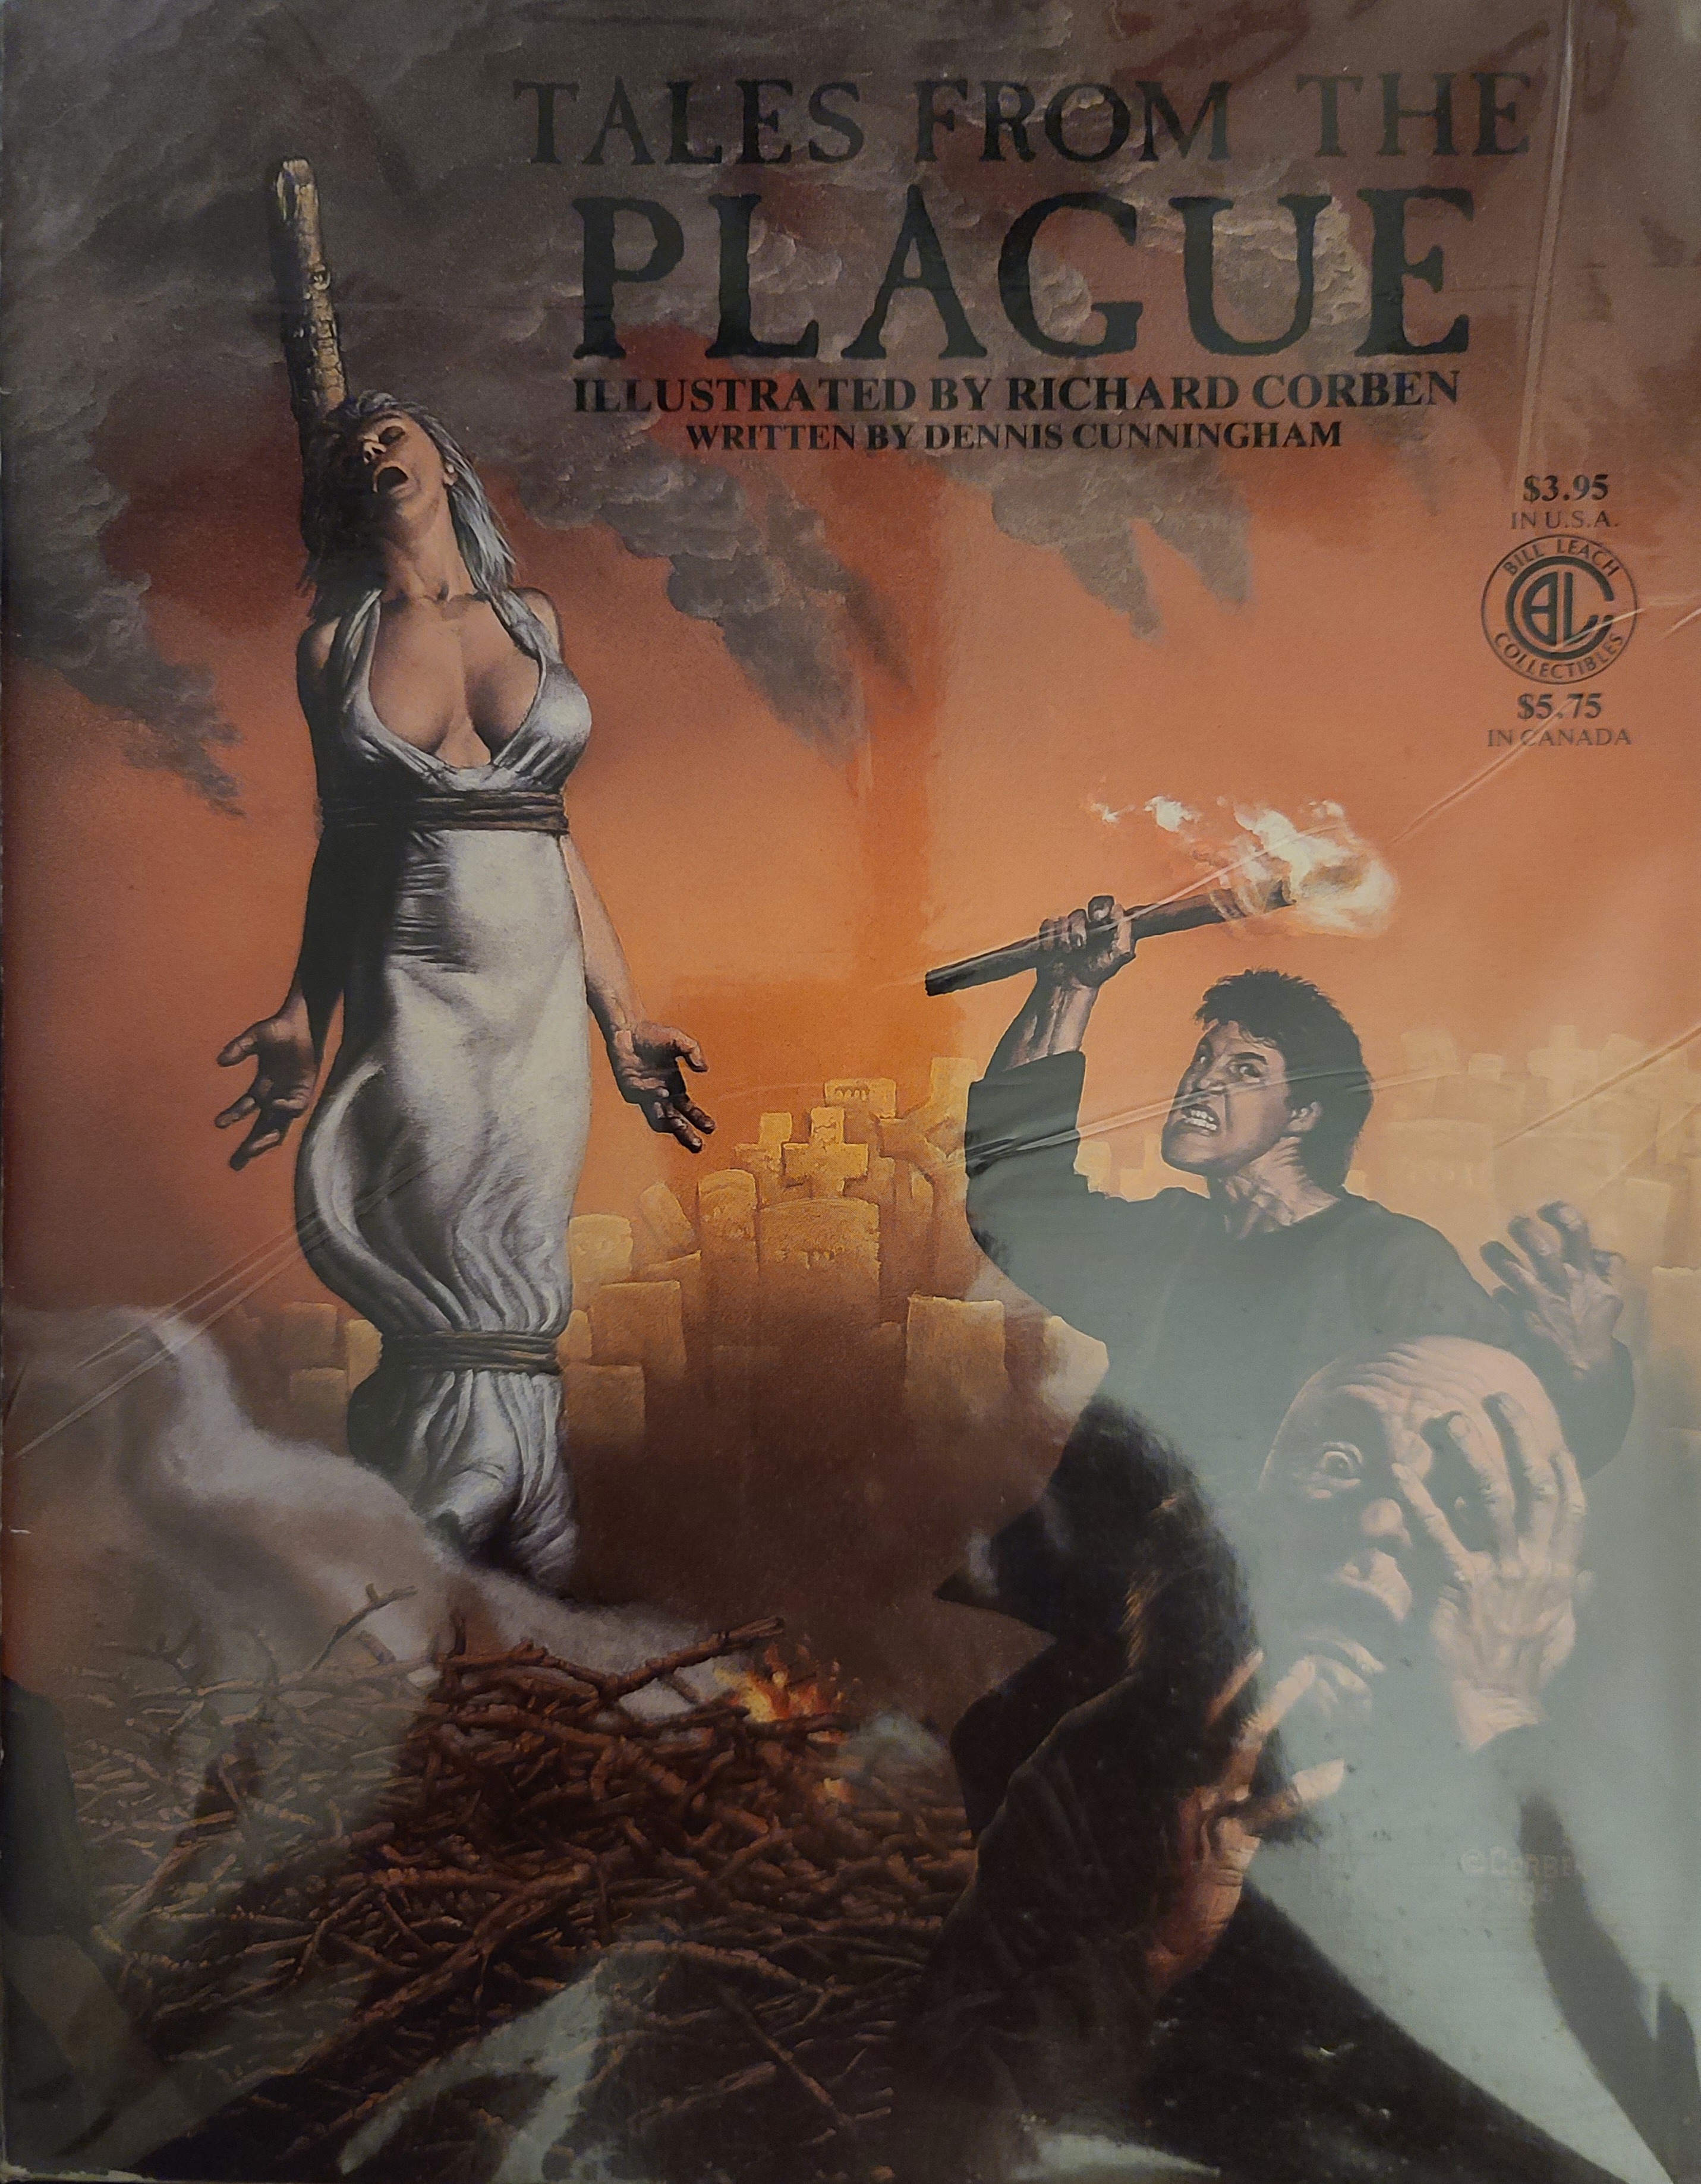 TALES FROM THE
PLAGUE
ILLUSTRATED BY RICHARD CORBEN
WRITTEN BY DENNIS CUNNINGHAM
$3.95
IN U.S.A.
BILL LEACH
BLC
COLLECTIBLES
$5.75
IN CANADA